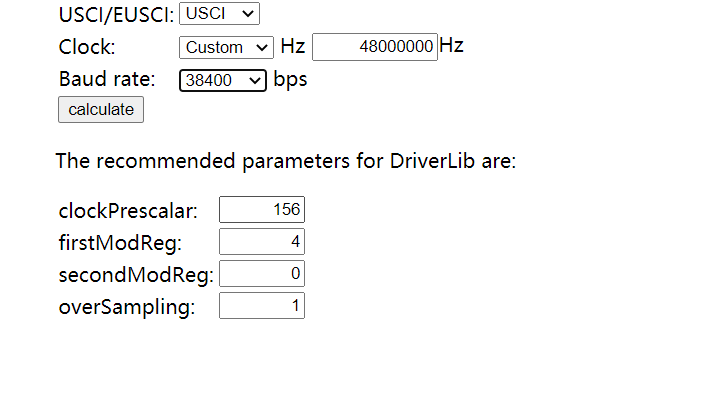 USCI/EUSCI: USCI
Clock: Custom Hz 48000000 Hz
Baud rate: 38400 bps
calculate
The recommended parameters for DriverLib are:
clockPrescalar: 156
firstModReg: 4
secondModReg: 0
overSampling: 1